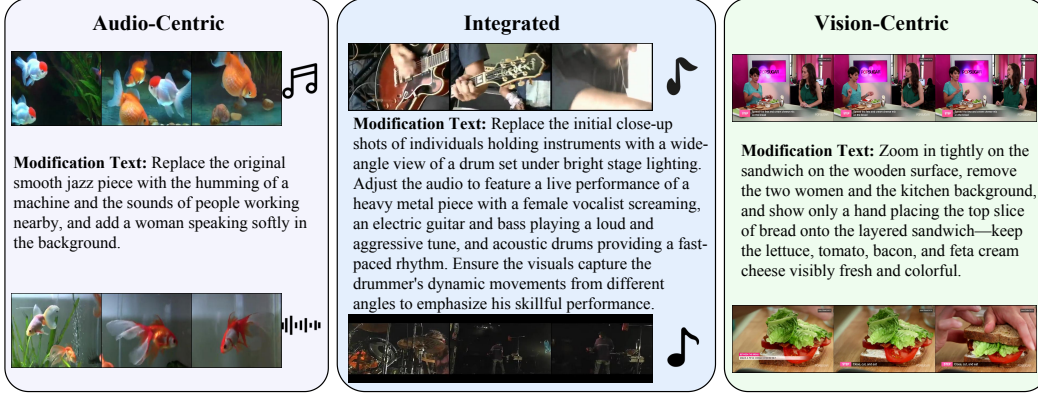 Audio-Centric
Modification Text: Replace the original
smooth jazz piece with the humming of a
machine and the sounds of people working
nearby, and add a woman speaking softly in
the background.
Integrated
Modification Text: Replace the initial close-up
shots of individuals holding instruments with a wide-
angle view of a drum set under bright stage lighting.
Adjust the audio to feature a live performance of a
heavy metal piece with a female vocalist screaming,
an electric guitar and bass playing a loud and
aggressive tune, and acoustic drums providing a fast-
paced rhythm. Ensure the visuals capture the
drummer's dynamic movements from different
angles to emphasize his skillful performance.
Vision-Centric
Modification Text: Zoom in tightly on the
sandwich on the wooden surface, remove
the two women and the kitchen background,
and show only a hand placing the top slice
of bread onto the layered sandwich—keep
the lettuce, tomato, bacon, and feta cream
cheese visibly fresh and colorful.